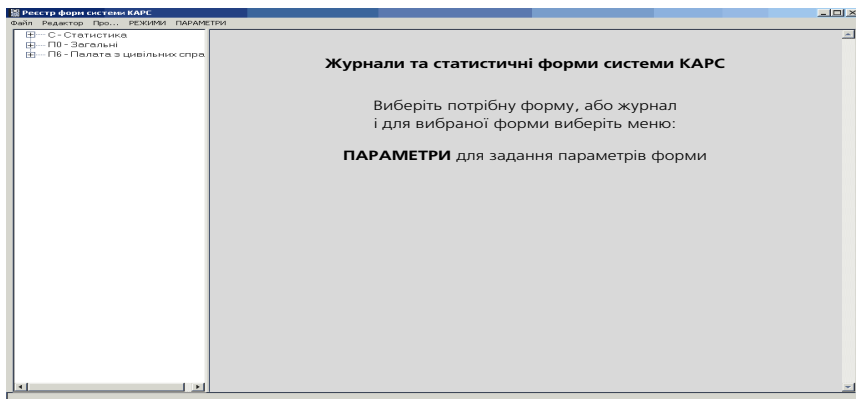 Реєстр форм системи КАРС
Файл Редактор Про... РЕЖИМИ ПАРАМЕТРИ
С - Статистика
П0 - Загальні
П6 - Палата з цивільних спра
Журнали та статистичні форми системи КАРС
Виберіть потрібну форму, або журнал
і для вибраної форми виберіть меню:
ПАРАМЕТРИ для задання параметрів форми